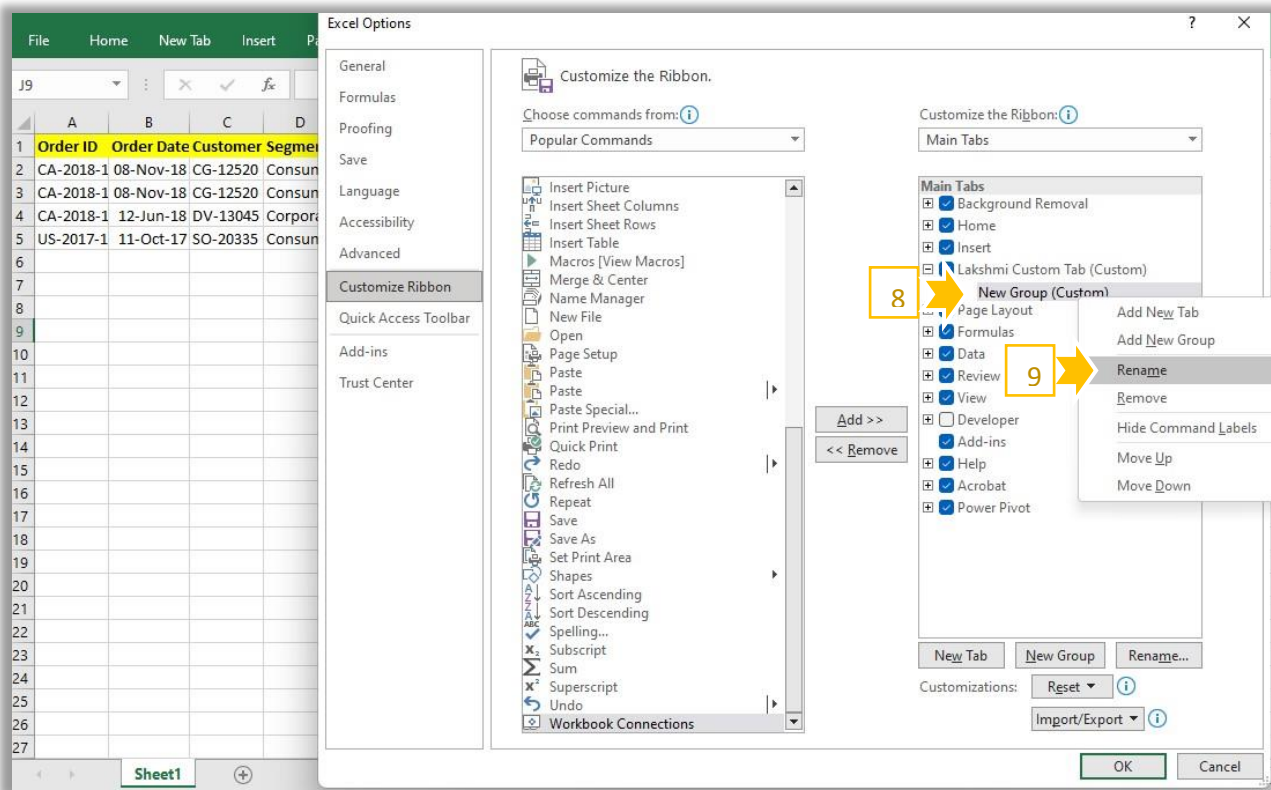 Excel Options ? ×
File Home New Tab Insert Pa
J9 fx
A B C D
1 Order ID Order Date Customer Segmen
2 CA-2018-1 08-Nov-18 CG-12520 Consun
3 CA-2018-1 08-Nov-18 CG-12520 Consun
4 CA-2018-1 12-Jun-18 DV-13045 Corpora
5 US-2017-1 11-Oct-17 SO-20335 Consun
6
7
8
9
10
11
12
13
14
15
16
17
18
19
20
21
22
23
24
25
26
27
Sheet1
General
Formulas
Proofing
Save
Language
Accessibility
Advanced
Customize Ribbon
Quick Access Toolbar
Add-ins
Trust Center
Customize the Ribbon.
Choose commands from:
Popular Commands
Insert Picture
Insert Sheet Columns
Insert Sheet Rows
Insert Table
Macros [View Macros]
Merge & Center
Name Manager
New File
Open
Page Setup
Paste
Paste
Paste Special...
Print Preview and Print
Quick Print
Redo
Refresh All
Repeat
Save
Save As
Set Print Area
Shapes
Sort Ascending
Sort Descending
Spelling...
Subscript
Sum
Superscript
Undo
Workbook Connections
Add >>
<< Remove
Customize the Ribbon:
Main Tabs
Main Tabs
Background Removal
Home
Insert
Lakshmi Custom Tab (Custom)
8
New Group (Custom)
Page Layout
Formulas
Data
Review
View
Developer
Add-ins
Help
Acrobat
Power Pivot
Add New Tab
Add New Group
9
Rename
Remove
Hide Command Labels
Move Up
Move Down
New Tab New Group Rename...
Customizations: Reset
Import/Export
OK Cancel